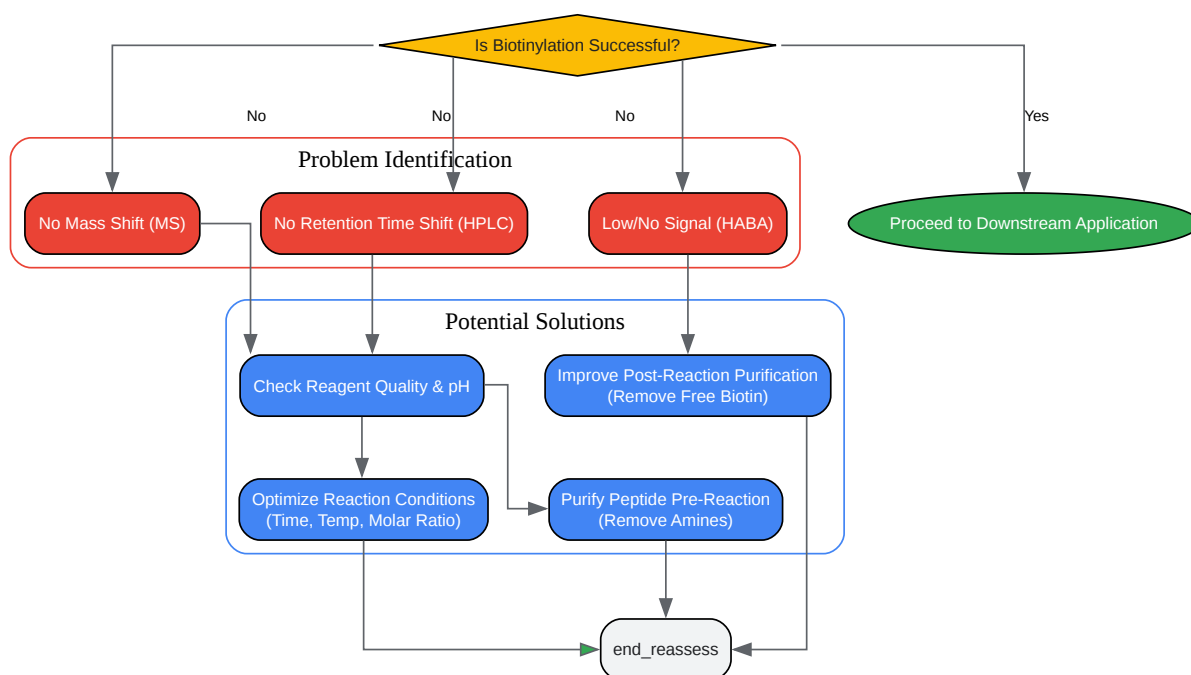 Is Biotinylation Successful?
No
No
No
Yes
Problem Identification
No Mass Shift (MS)
No Retention Time Shift (HPLC)
Low/No Signal (HABA)
Proceed to Downstream Application
Potential Solutions
Check Reagent Quality & pH
Improve Post-Reaction Purification
(Remove Free Biotin)
Optimize Reaction Conditions
(Time, Temp, Molar Ratio)
Purify Peptide Pre-Reaction
(Remove Amines)
end_reassess